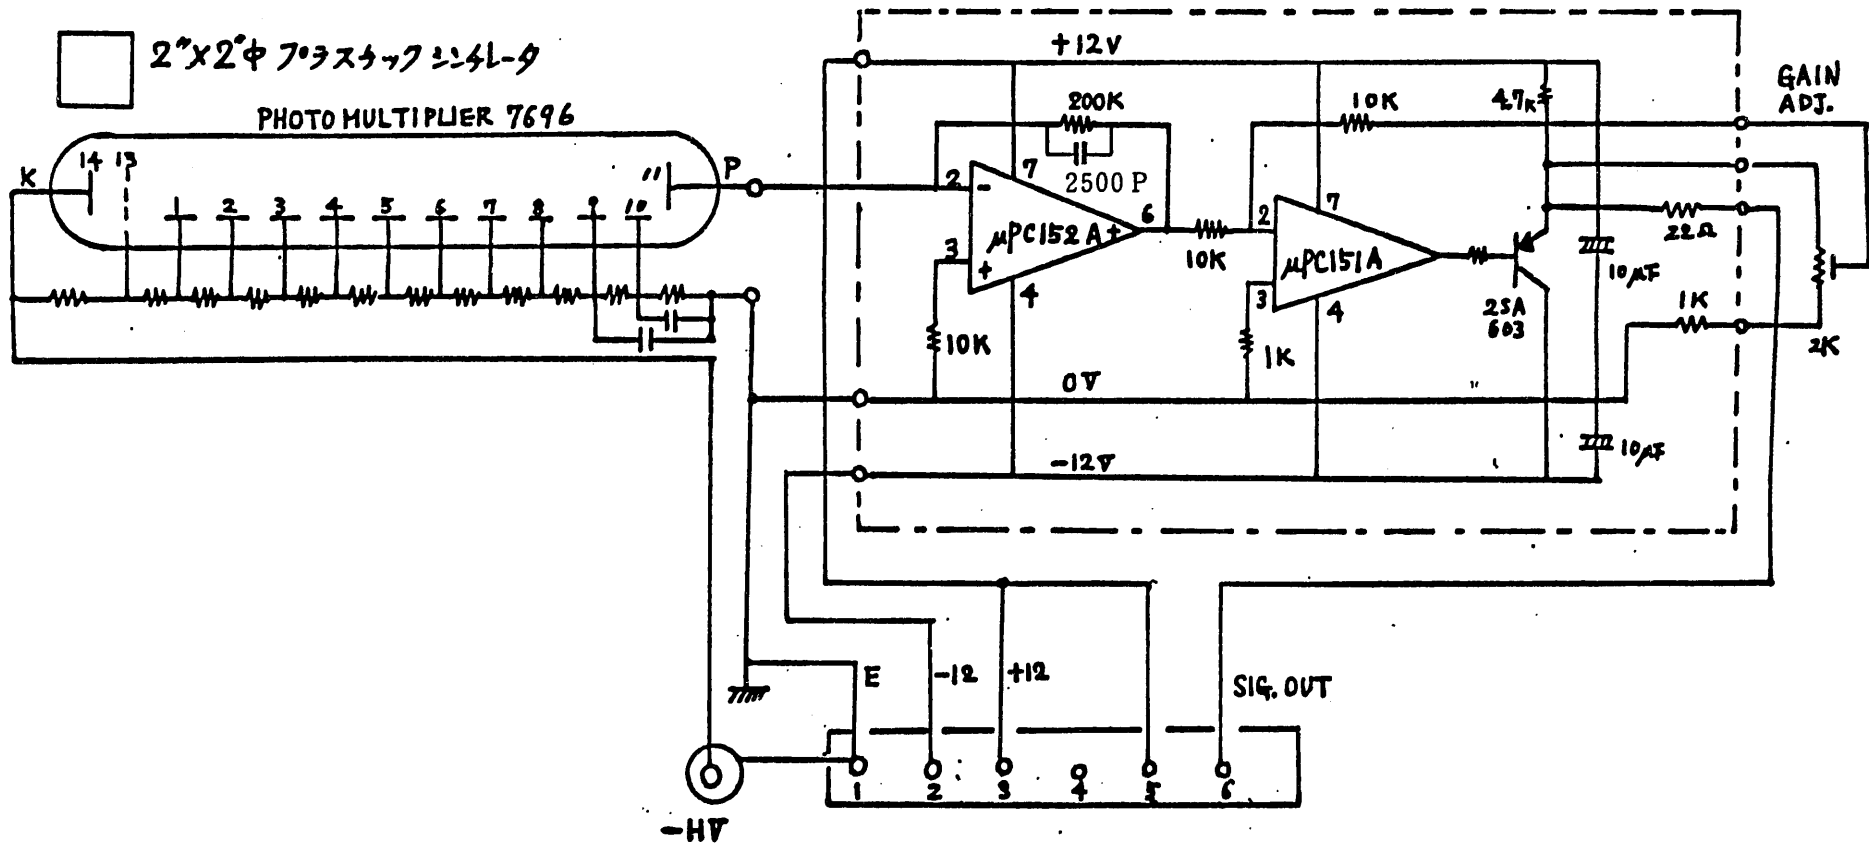 2"×2"φ プラスチックシンチレータ
PHOTO MULTIPLIER 7696
K
14 13
1 2 3 4 5 6 7 8 9 10
11
P
+12V
200K
2500 P
2
-
7
3
+
μPC152A+
6
4
10K
10K
10K
2
7
μPC151A
3
4
1K
4.7K
2SA
603
22Ω
10μF
10μF
1K
2K
GAIN
ADJ.
0V
-12V
E
-12
+12
SIG. OUT
1 2 3 4 5 6
-HV